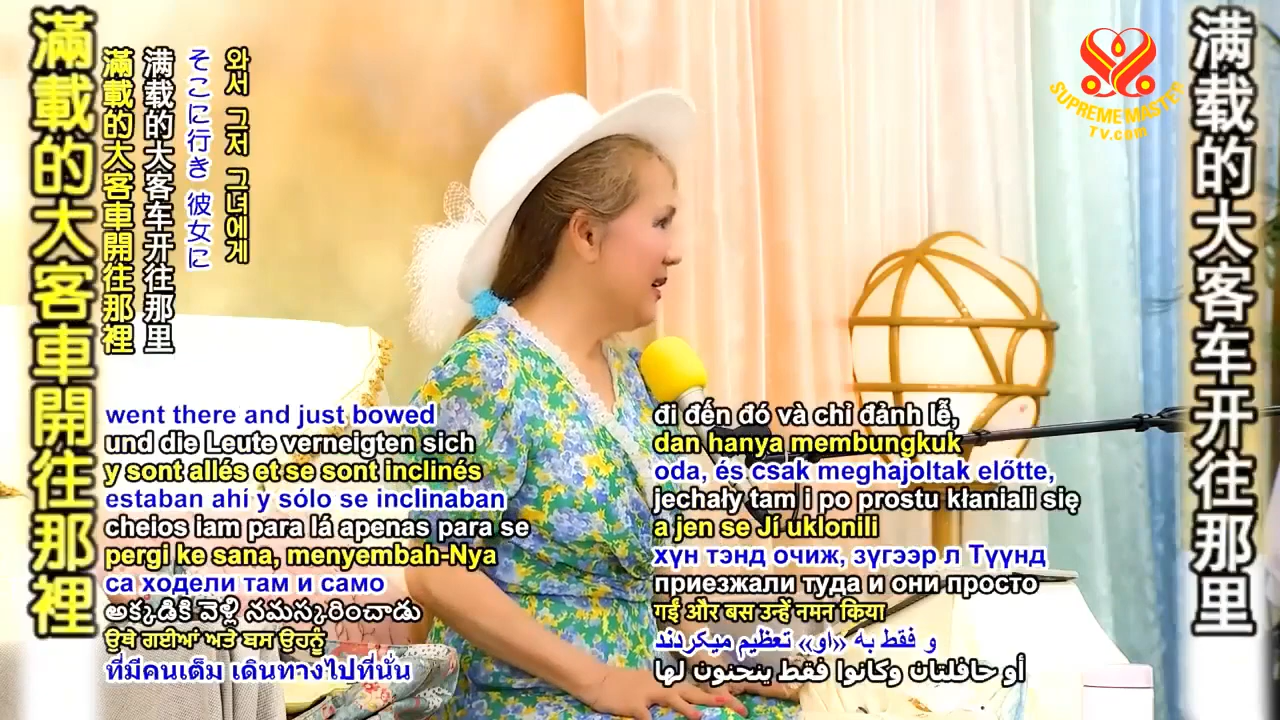 滿載的大客車開往那裡
滿載的大客車開往那裡
满载的大客车开往那里
そこに行き 彼女に
와서 그저 그녀에게
SUPREME MASTER
TV.com
满载的大客车开往那里
went there and just bowed
und die Leute verneigten sich
y sont allés et se sont inclinés
estaban ahí y sólo se inclinaban
cheios iam para lá apenas para se
pergi ke sana, menyembah-Nya
са ходели там и само
అక్కడికి వెళ్లి నమస్కరించాడు
ਉਥੇ ਗਈਆਂ ਅਤੇ ਬਸ ਉਹਨੂੰ
ที่มีคนเต็ม เดินทางไปที่นั่น
đi đến đó và chỉ đảnh lễ,
dan hanya membungkuk
oda, és csak meghajoltak előtte,
jechały tam i po prostu kłaniali się
a jen se Jí uklonili
хүн тэнд очиж, зүгээр л Түүнд
приезжали туда и они просто
गईं और बस उन्हें नमन किया
و فقط به «او» تعظیم میکردند
أو حافلتان وكانوا فقط ينحنون لها